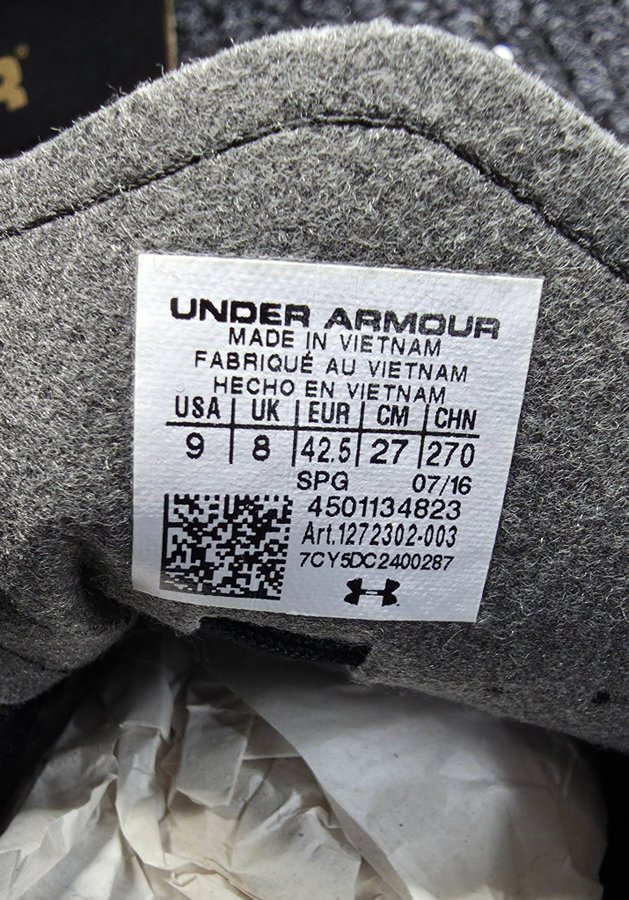 UNDER ARMOUR
MADE IN VIETNAM
FABRIQUÉ AU VIETNAM
HECHO EN VIETNAM
USA | UK | EUR | CM | CHN
9 | 8 | 42.5 | 27 | 270
SPG 07/16
4501134823
Art.1272302-003
7CY5DC2400287